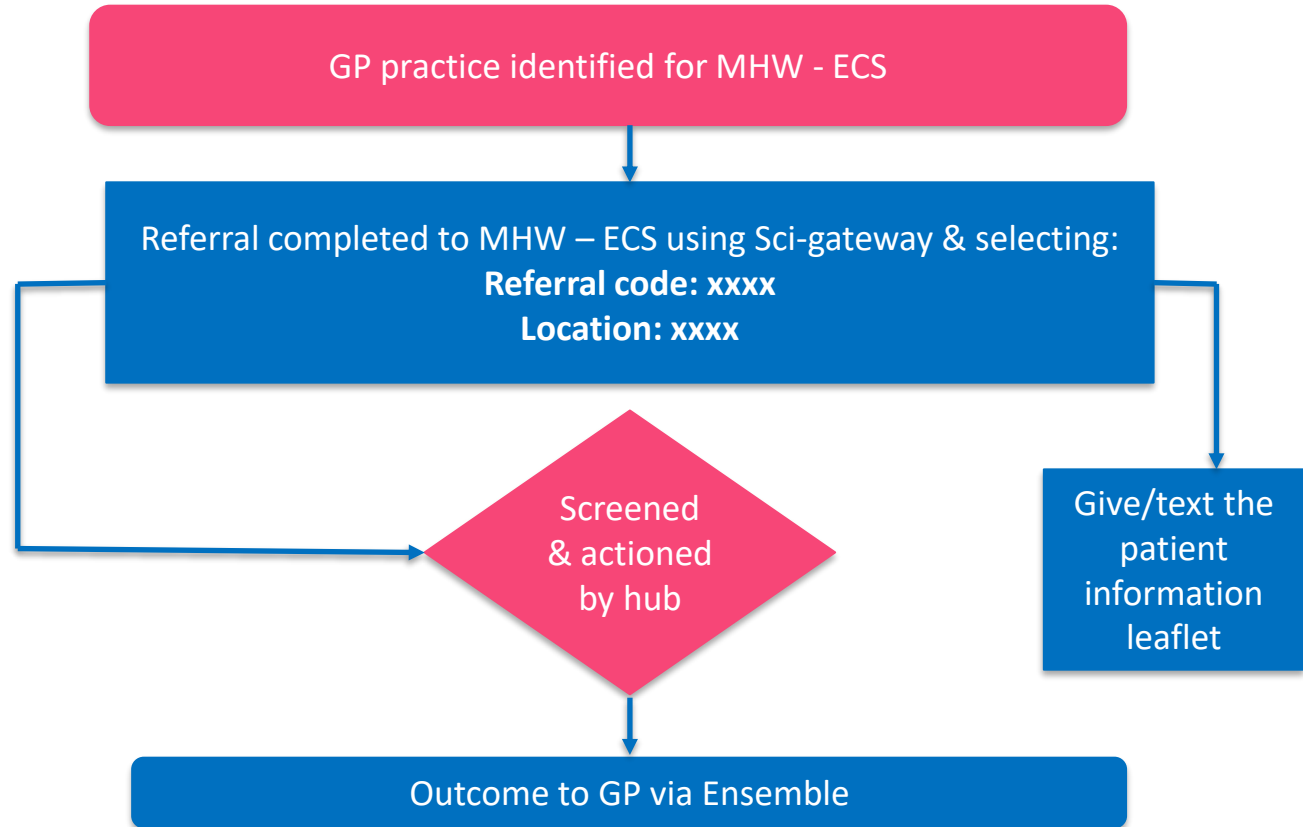 GP practice identified for MHW - ECS
Referral completed to MHW – ECS using Sci-gateway & selecting:
Referral code: xxxx
Location: xxxx
Screened
& actioned
by hub
Give/text the
patient
information
leaflet
Outcome to GP via Ensemble